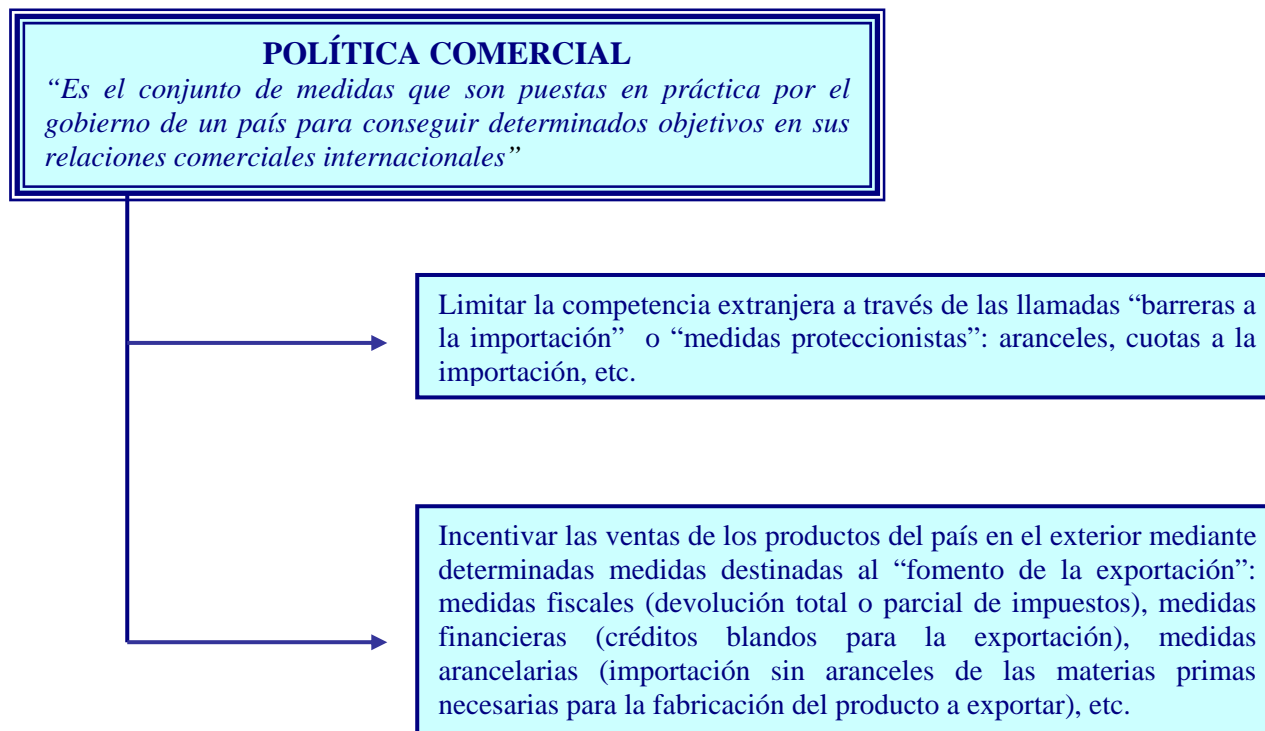 POLÍTICA COMERCIAL
“Es el conjunto de medidas que son puestas en práctica por el
gobierno de un país para conseguir determinados objetivos en sus
relaciones comerciales internacionales”
Limitar la competencia extranjera a través de las llamadas “barreras a
la importación” o “medidas proteccionistas”: aranceles, cuotas a la
importación, etc.
Incentivar las ventas de los productos del país en el exterior mediante
determinadas medidas destinadas al “fomento de la exportación”:
medidas fiscales (devolución total o parcial de impuestos), medidas
financieras (créditos blandos para la exportación), medidas
arancelarias (importación sin aranceles de las materias primas
necesarias para la fabricación del producto a exportar), etc.